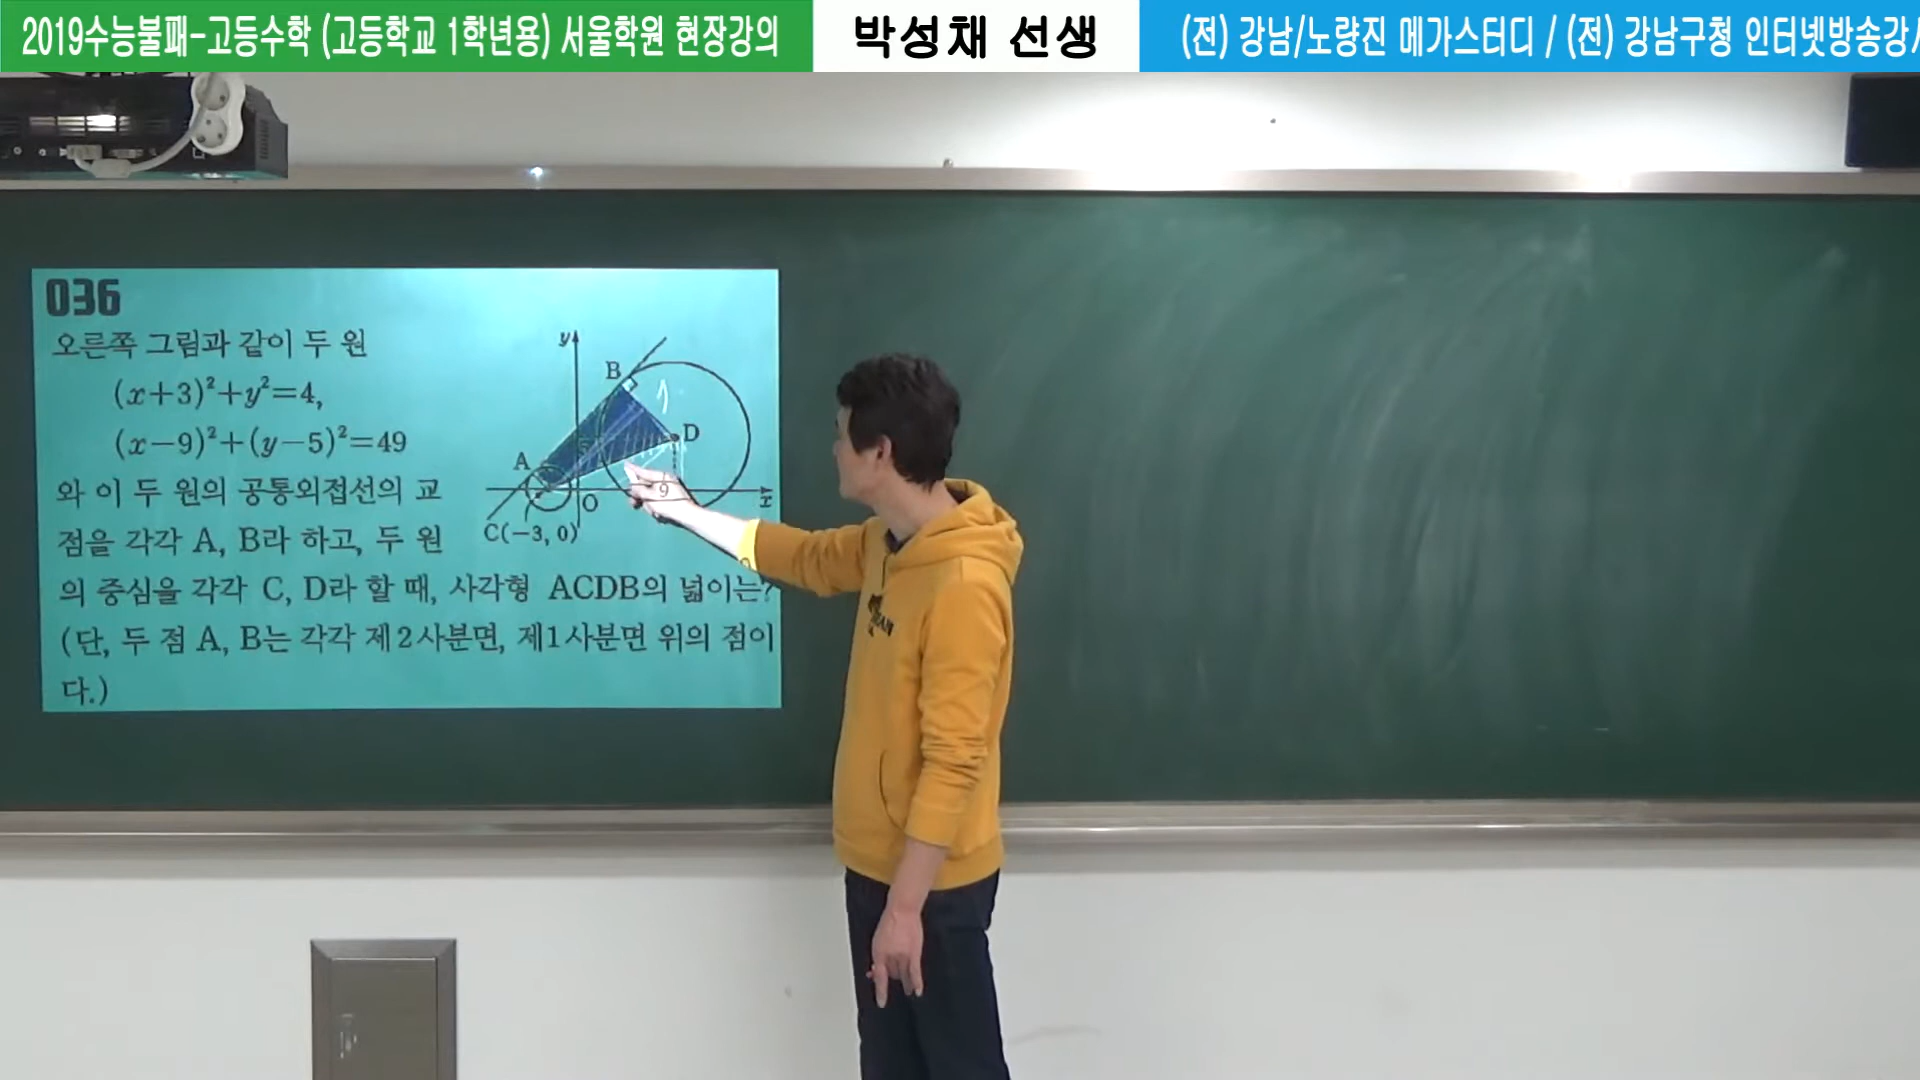 2019수능불패-고등수학 (고등학교 1학년용) 서울학원 현장강의
박성채 선생
(전) 강남/노량진 메가스터디 / (전) 강남구청 인터넷방송강사
036
오른쪽 그림과 같이 두 원
(x+3)²+y²=4,
(x-9)²+(y-5)²=49
와 이 두 원의 공통외접선의 교
점을 각각 A, B라 하고, 두 원
의 중심을 각각 C, D라 할 때, 사각형 ACDB의 넓이는?
(단, 두 점 A, B는 각각 제2사분면, 제1사분면 위의 점이
다.)
y
B
D
A
O
9
x
C(-3, 0)